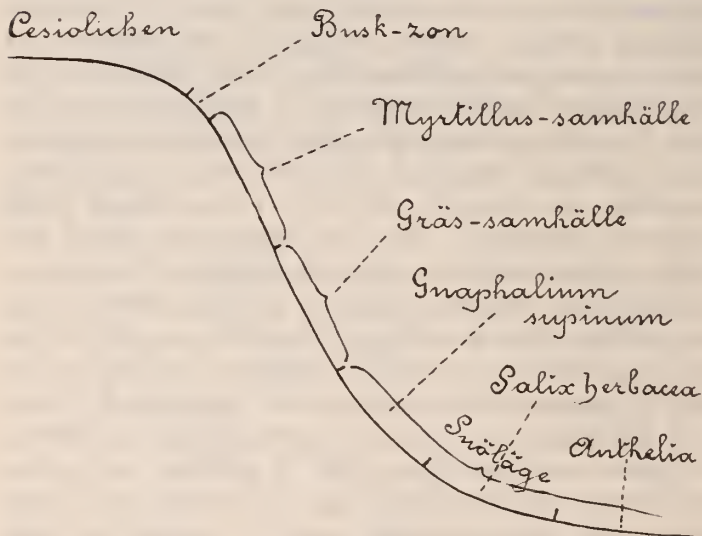 Cesiolichen
Busk-zon
Myrtillus-samhälle
Gräs-samhälle
Gnaphalium
supinum
Salix herbacea
Snöläge
Anthelia